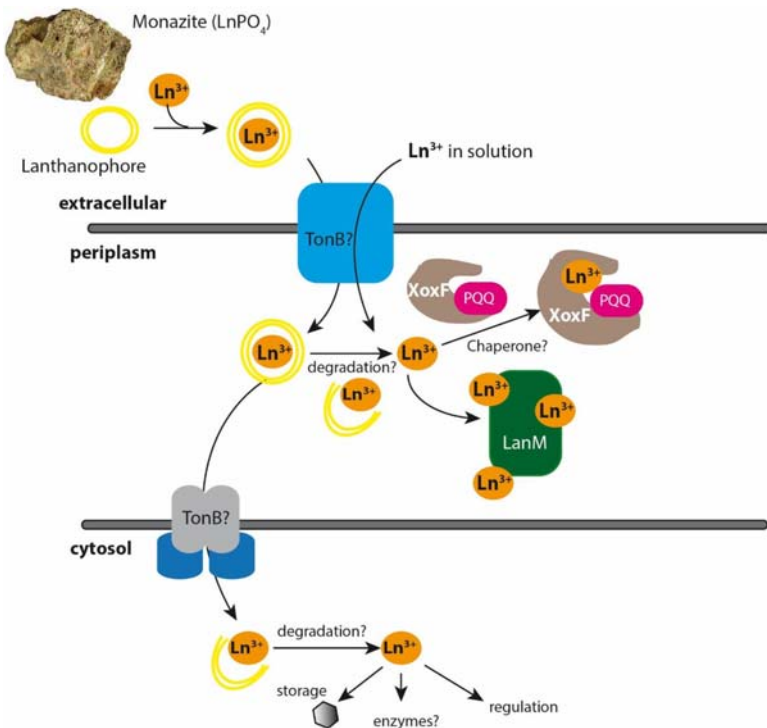 Monazite (LnPO₄)
Ln³⁺
Ln³⁺
Lanthanophore
Ln³⁺ in solution
extracellular
TonB?
periplasm
XoxF
PQQ
Ln³⁺
XoxF
PQQ
Ln³⁺
degradation?
Ln³⁺
Chaperone?
Ln³⁺
Ln³⁺
Ln³⁺
LanM
Ln³⁺
TonB?
cytosol
Ln³⁺
degradation?
Ln³⁺
storage
enzymes?
regulation